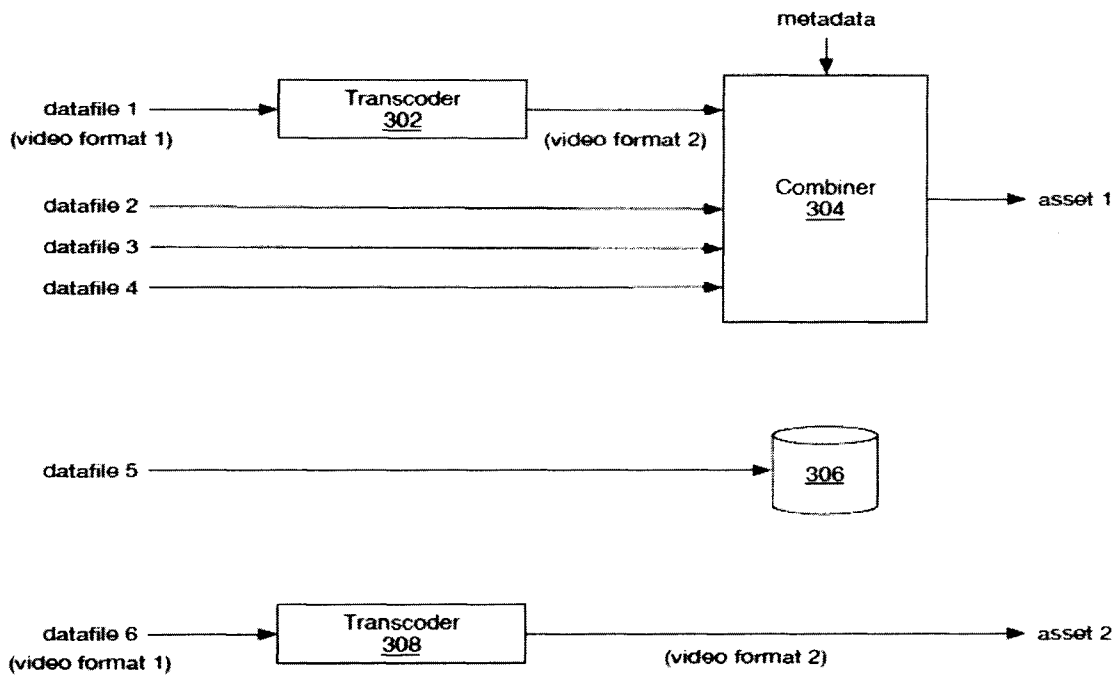 metadata
datafile 1
(video format 1)
Transcoder
302
(video format 2)
datafile 2
datafile 3
datafile 4
Combiner
304
asset 1
datafile 5
306
datafile 6
(video format 1)
Transcoder
308
(video format 2)
asset 2